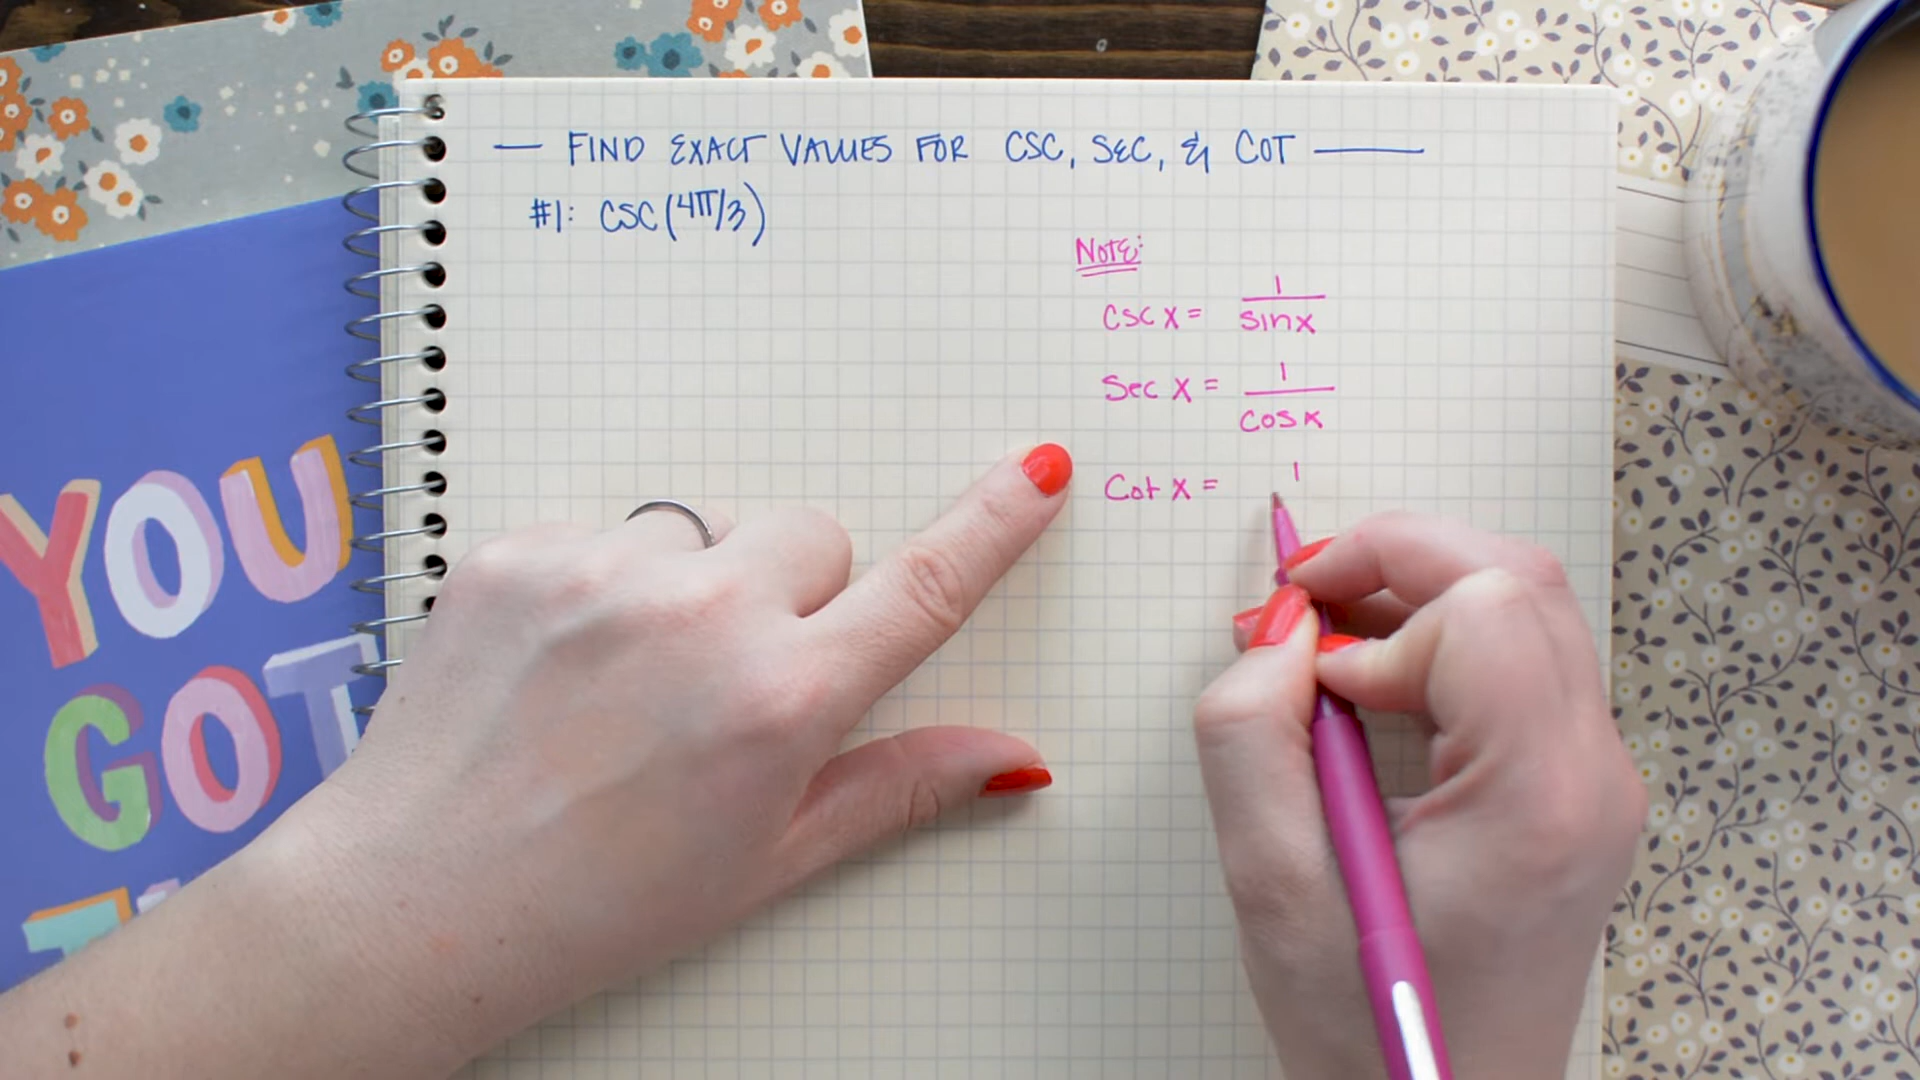 — FIND EXACT VALUES FOR CSC, SEC, & COT —
#1: CSC(4π/3)
NOTE:
CSC X = 1/sinx
Sec X = 1/cosx
Cot X = 1
YOU
GOT